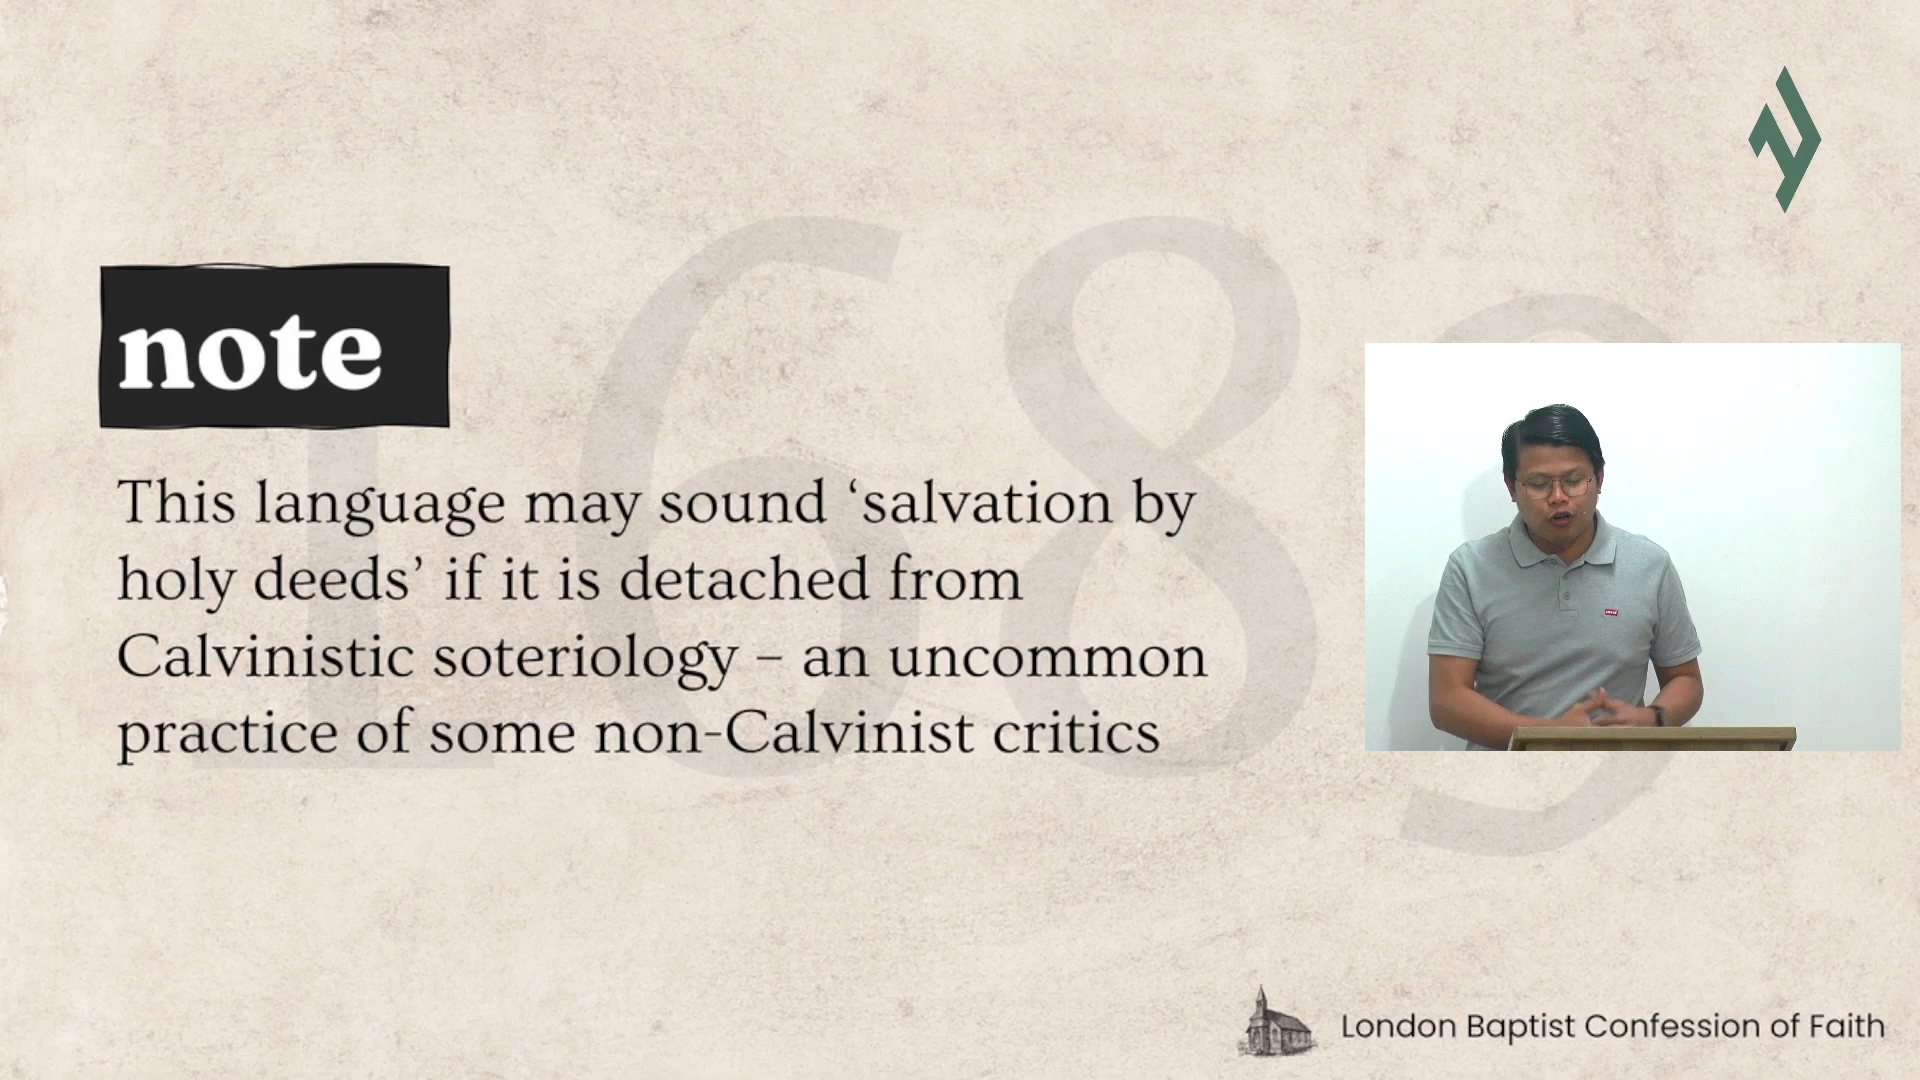 1689
note
This language may sound ‘salvation by
holy deeds’ if it is detached from
Calvinistic soteriology – an uncommon
practice of some non-Calvinist critics
London Baptist Confession of Faith